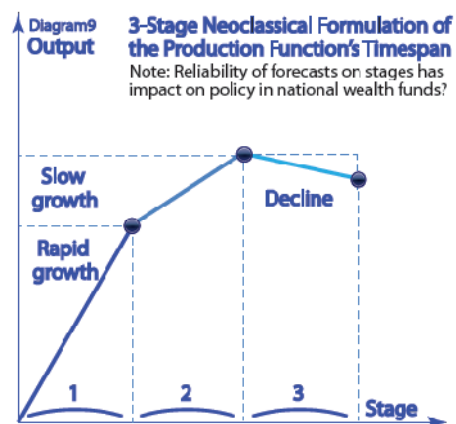 Diagram9
Output
3-Stage Neoclassical Formulation of
the Production Function's Timespan
Note: Reliability of forecasts on stages has
impact on policy in national wealth funds?
Slow
growth
Decline
Rapid
growth
1
2
3
Stage